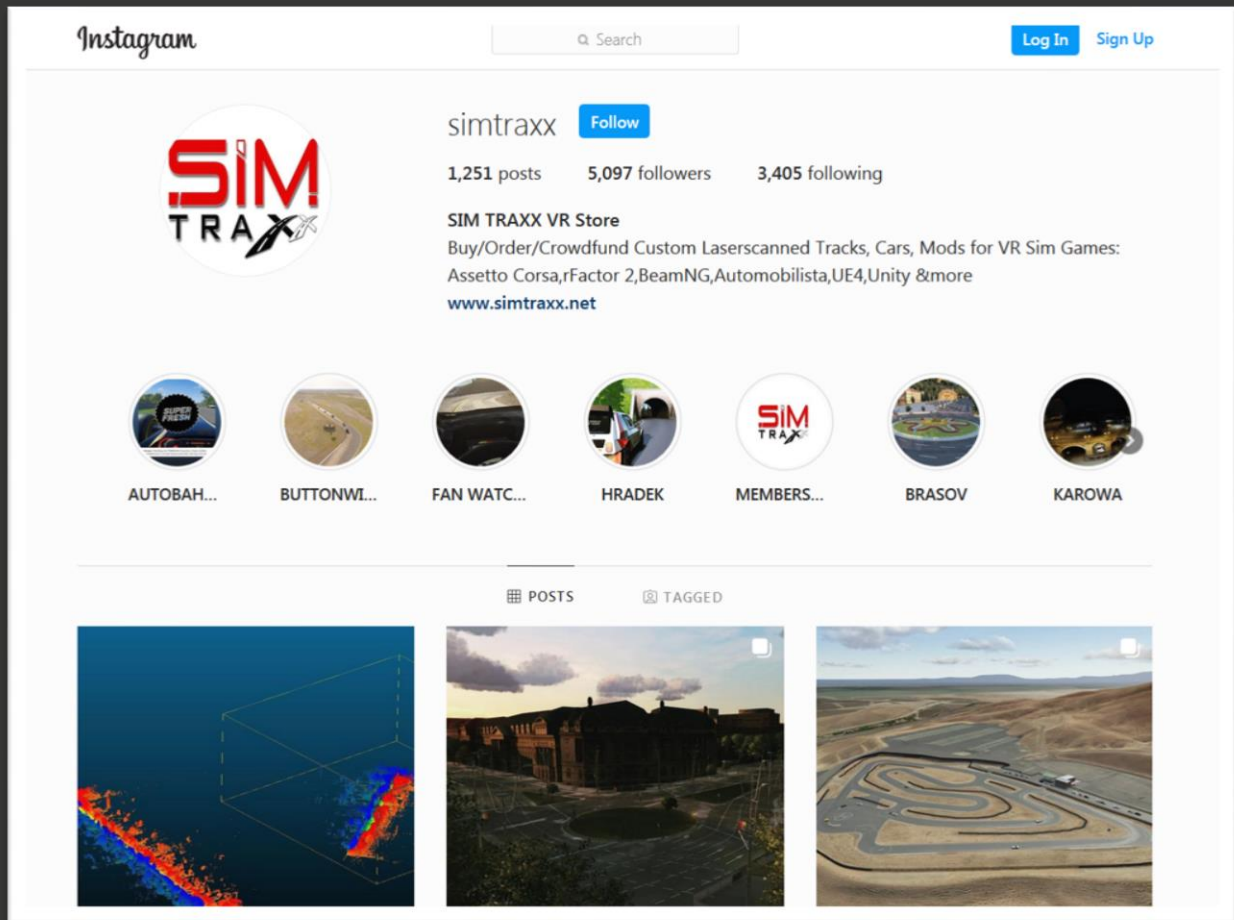 Instagram
Search
Log In
Sign Up
SiM
TRAXX
simtraxx
Follow
1,251 posts 5,097 followers 3,405 following
SIM TRAXX VR Store
Buy/Order/Crowdfund Custom Laserscanned Tracks, Cars, Mods for VR Sim Games:
Assetto Corsa,rFactor 2,BeamNG,Automobilista,UE4,Unity &more
www.simtraxx.net
SUPER
FRESH
SiM
TRAXX
AUTOBAH... BUTTONWI... FAN WATC... HRADEK MEMBERS... BRASOV KAROWA
POSTS TAGGED